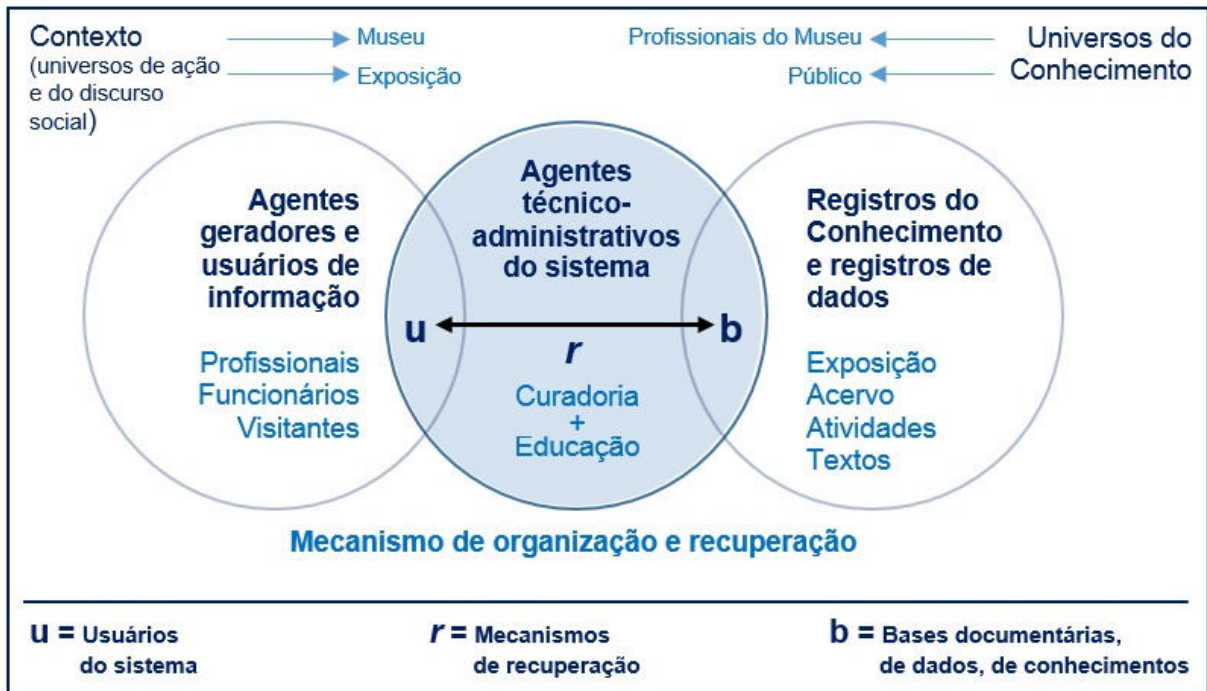 Contexto
(universos de ação
e do discurso
social)
Museu
Exposição
Profissionais do Museu
Público
Universos do
Conhecimento
Agentes
geradores e
usuários de
informação
Profissionais
Funcionários
Visitantes
Agentes
técnico-
administrativos
do sistema
u
r
b
Curadoria
+
Educação
Registros do
Conhecimento
e registros de
dados
Exposição
Acervo
Atividades
Textos
Mecanismo de organização e recuperação
u = Usuários
do sistema
r = Mecanismos
de recuperação
b = Bases documentárias,
de dados, de conhecimentos